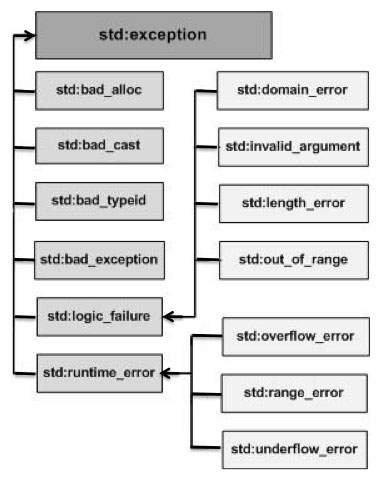 std:exception
std:bad_alloc
std:bad_cast
std:bad_typeid
std:bad_exception
std:logic_failure
std:runtime_error
std:domain_error
std:invalid_argument
std:length_error
std:out_of_range
std:overflow_error
std:range_error
std:underflow_error